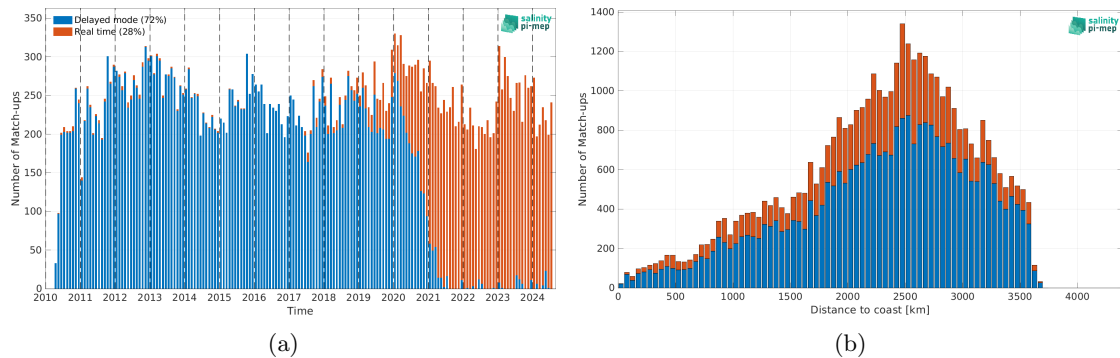 Delayed mode (72%)
Real time (28%)
salinity
pi-mep
350
300
250
200
150
100
50
0
Number of Match-ups
2010 2011 2012 2013 2014 2015 2016 2017 2018 2019 2020 2021 2022 2023 2024
Time
(a)
salinity
pi-mep
1400
1200
1000
800
600
400
200
0
Number of Match-ups
0 500 1000 1500 2000 2500 3000 3500 4000
Distance to coast [km]
(b)